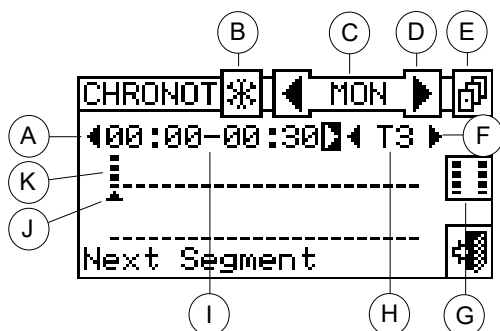 B C D E
CHRONOT MON
A 00:00-00:30 T3 F
K
J
Next Segment
I H G